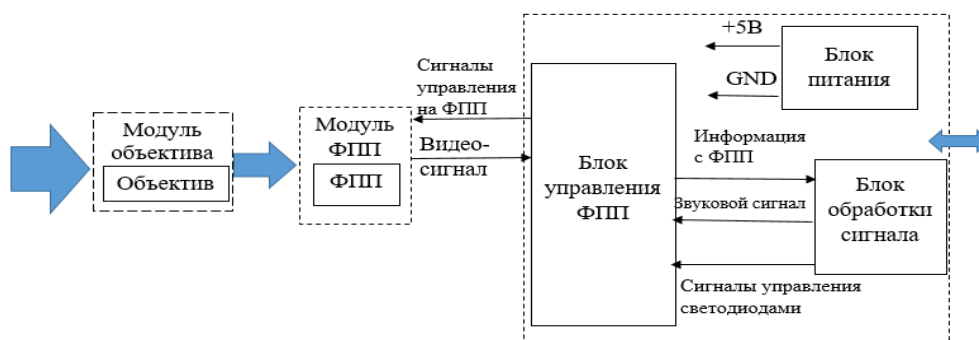 Модуль
объектива
Объектив
Модуль
ФПП
ФПП
Сигналы
управления
на ФПП
Видео-
сигнал
Блок
управления
ФПП
+5В
GND
Блок
питания
Информация
с ФПП
Звуковой сигнал
Сигналы управления
светодиодами
Блок
обработки
сигнала